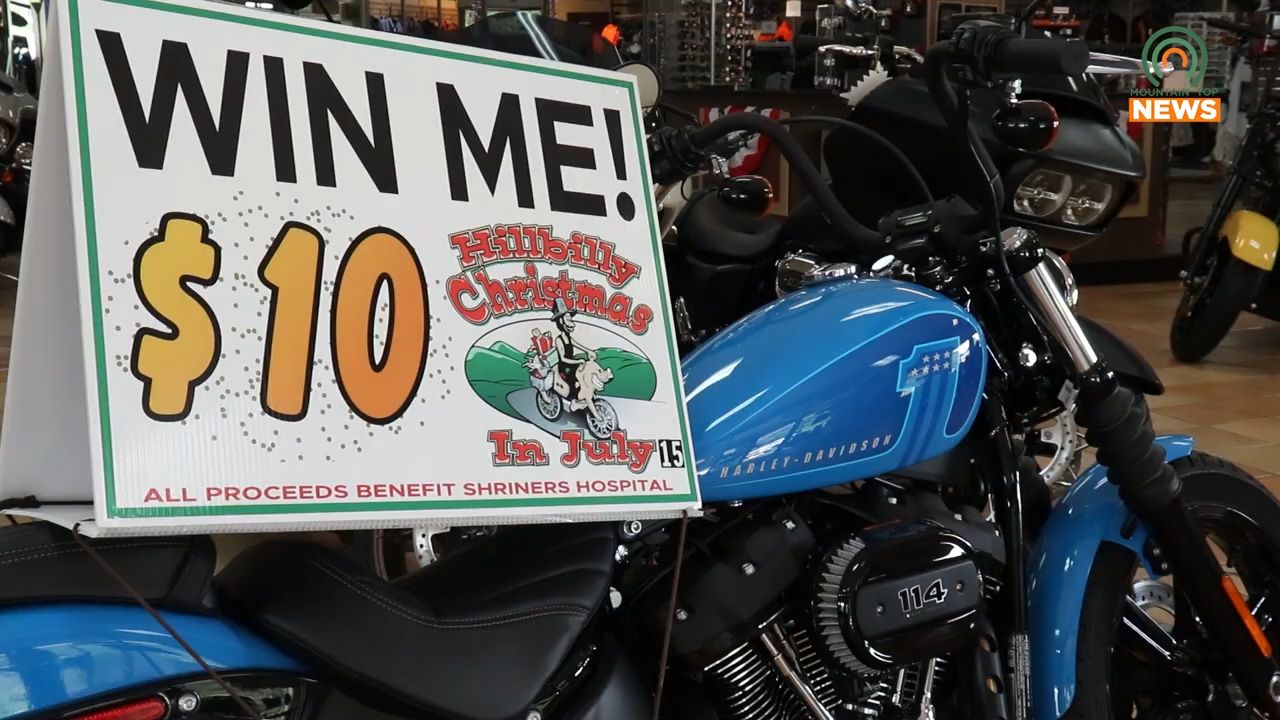 WIN ME!
$10
Hillbilly
Christmas
In July
15
ALL PROCEEDS BENEFIT SHRINERS HOSPITAL
MOUNTAIN TOP
NEWS
1
HARLEY-DAVIDSON
114